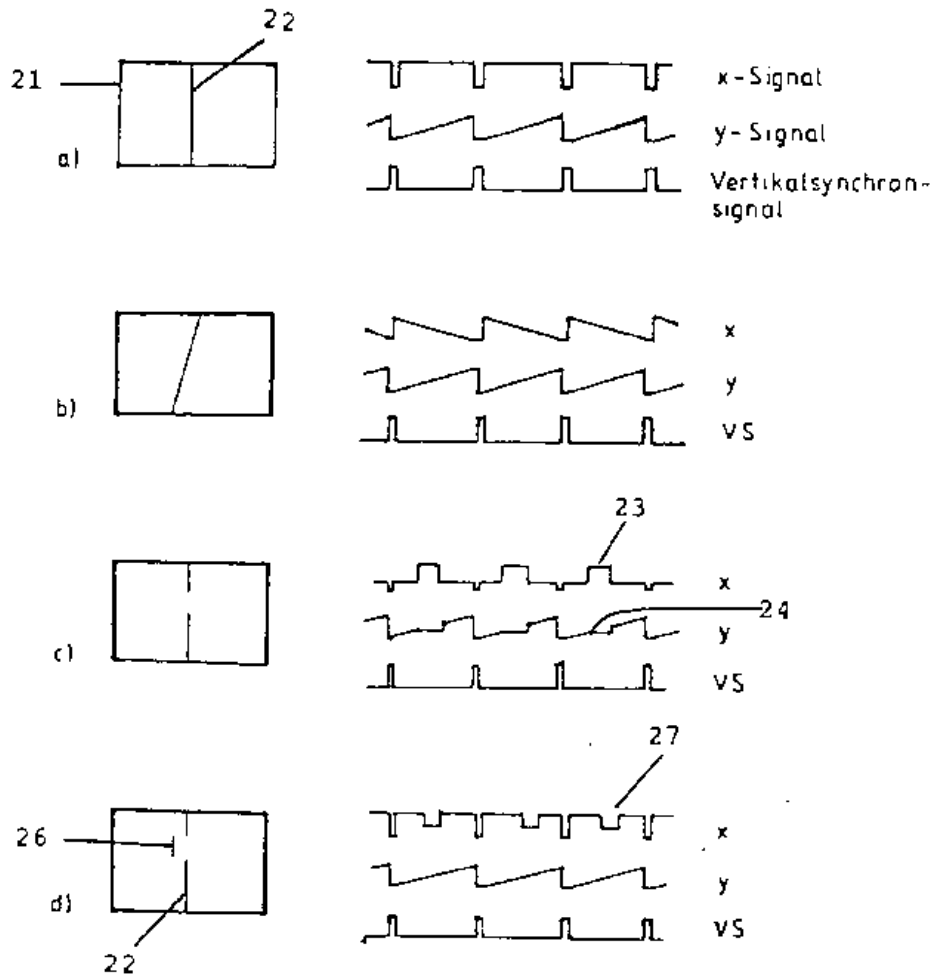 22
21
x-Signal
y-Signal
a)
Vertikalsynchron-
signal
x
y
b)
VS
23
x
24
y
c)
VS
27
26
x
y
d)
VS
22